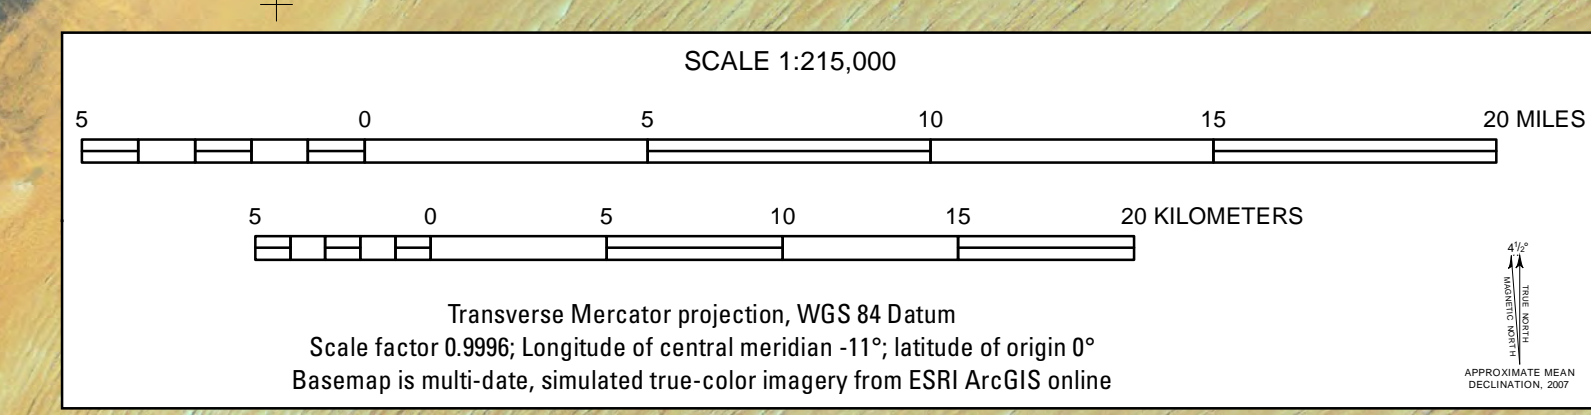 SCALE 1:215,000
5 0 5 10 15 20 MILES
5 0 5 10 15 20 KILOMETERS
4 1/2°
MAGNETIC NORTH
TRUE NORTH
APPROXIMATE MEAN
DECLINATION, 2007
Transverse Mercator projection, WGS 84 Datum
Scale factor 0.9996; Longitude of central meridian -11°; latitude of origin 0°
Basemap is multi-date, simulated true-color imagery from ESRI ArcGIS online